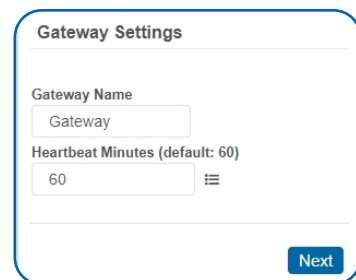 Gateway Settings
Gateway Name
Gateway
Heartbeat Minutes (default: 60)
60
Next